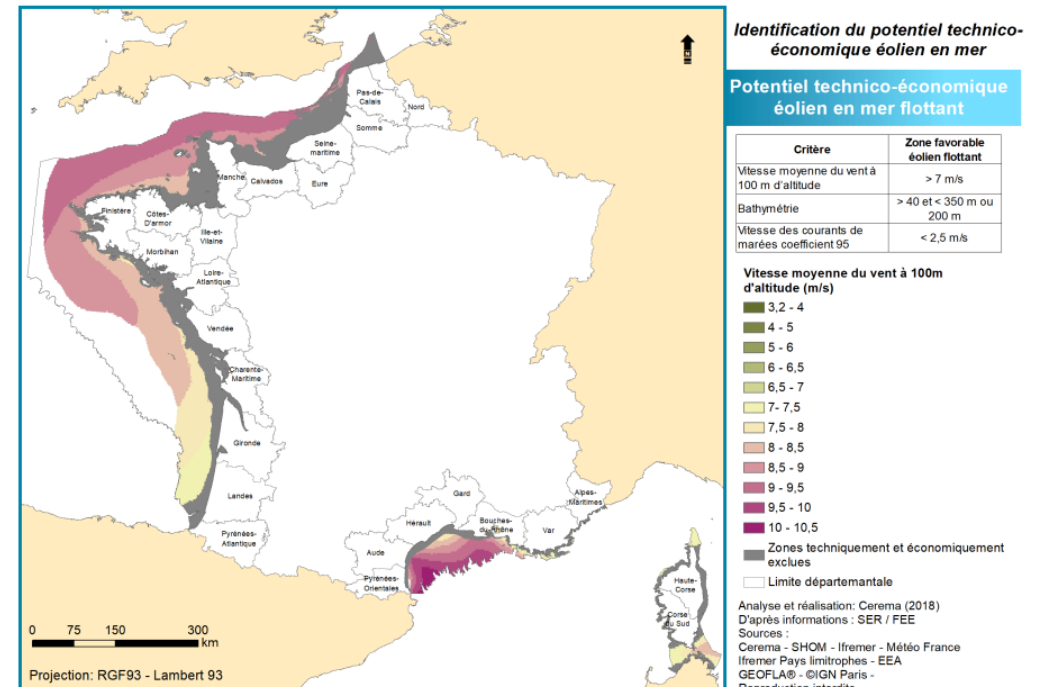 Identification du potentiel technico-
économique éolien en mer
Potentiel technico-économique
éolien en mer flottant
Critère
Zone favorable
éolien flottant
Vitesse moyenne du vent à
100 m d'altitude
> 7 m/s
Bathymétrie
> 40 et < 350 m ou
200 m
Vitesse des courants de
marées coefficient 95
< 2,5 m/s
Vitesse moyenne du vent à 100m
d'altitude (m/s)
3,2 - 4
4 - 5
5 - 6
6 - 6,5
6,5 - 7
7- 7,5
7,5 - 8
8 - 8,5
8,5 - 9
9 - 9,5
9,5 - 10
10 - 10,5
Zones techniquement et économiquement
exclues
Limite départemantale
Analyse et réalisation: Cerema (2018)
D'après informations : SER / FEE
Sources :
Cerema - SHOM - Ifremer - Météo France
Ifremer Pays limitrophes - EEA
GEOFLA® - ©IGN Paris -
Reproduction interdite
Pas-de-
Calais
Nord
Somme
Seine-
maritime
Manche
Calvados
Eure
Finistère
Côtes-
D'armor
Ille-et-
Vilaine
Morbihan
Loire-
Atlantique
Vendée
Charente-
Maritime
Gironde
Landes
Pyrénées-
Atlantique
Gard
Hérault
Bouches-
du-Rhône
Var
Alpes-
Maritimes
Aude
Pyrénées-
Orientales
Haute-
Corse
Corse
du Sud
0 75 150 300
km
Projection: RGF93 - Lambert 93